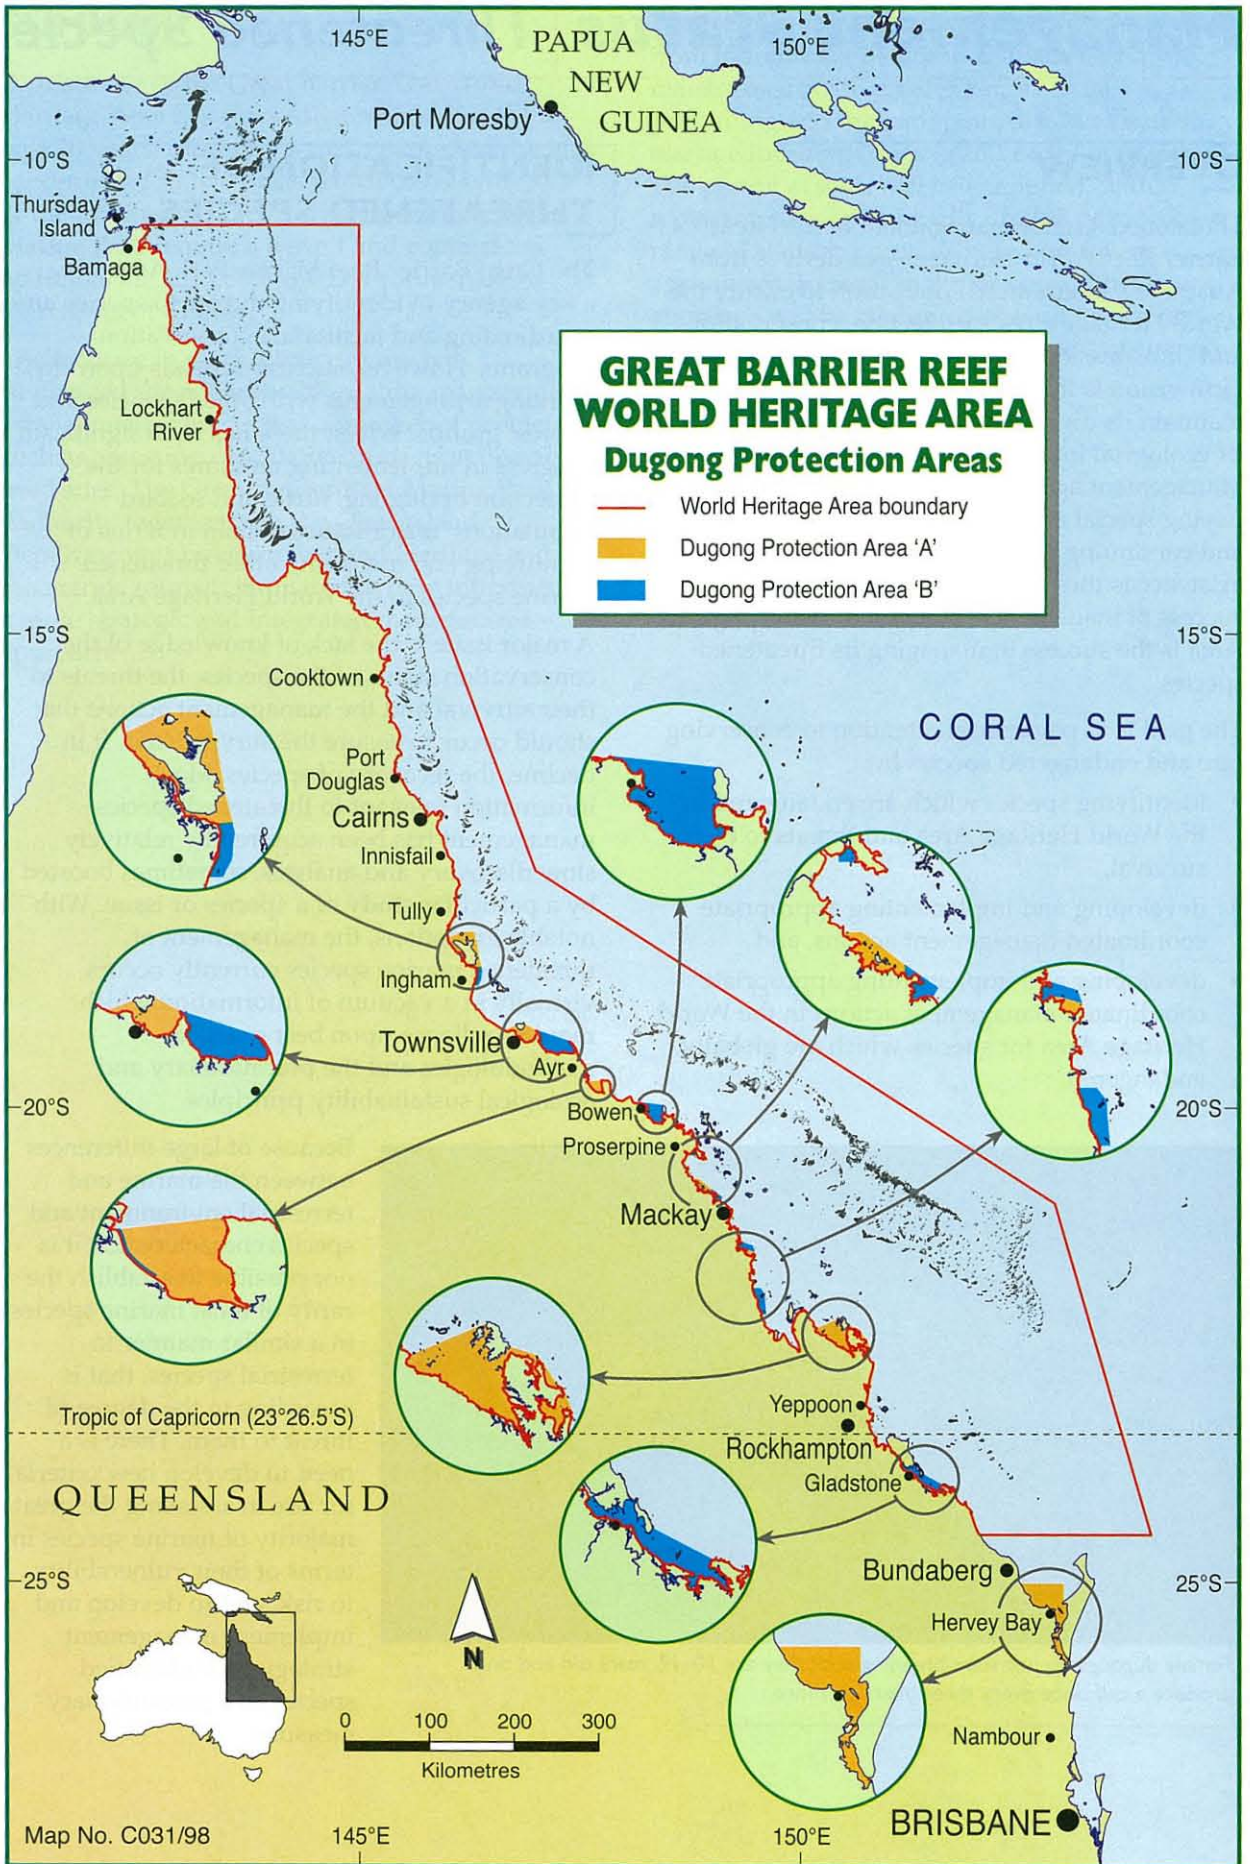 145°E
150°E
PAPUA
NEW
GUINEA
Port Moresby
10°S
10°S
Thursday
Island
Bamaga
GREAT BARRIER REEF
WORLD HERITAGE AREA
Dugong Protection Areas
World Heritage Area boundary
Dugong Protection Area ‘A’
Dugong Protection Area ‘B’
Lockhart
River
15°S
15°S
Cooktown
CORAL SEA
Port
Douglas
Cairns
Innisfail
Tully
Ingham
Townsville
Ayr
20°S
20°S
Bowen
Proserpine
Mackay
Tropic of Capricorn (23°26.5’S)
Yeppoon
Rockhampton
Gladstone
QUEENSLAND
Bundaberg
25°S
25°S
Hervey Bay
N
0 100 200 300
Kilometres
Nambour
BRISBANE
Map No. C031/98
145°E
150°E